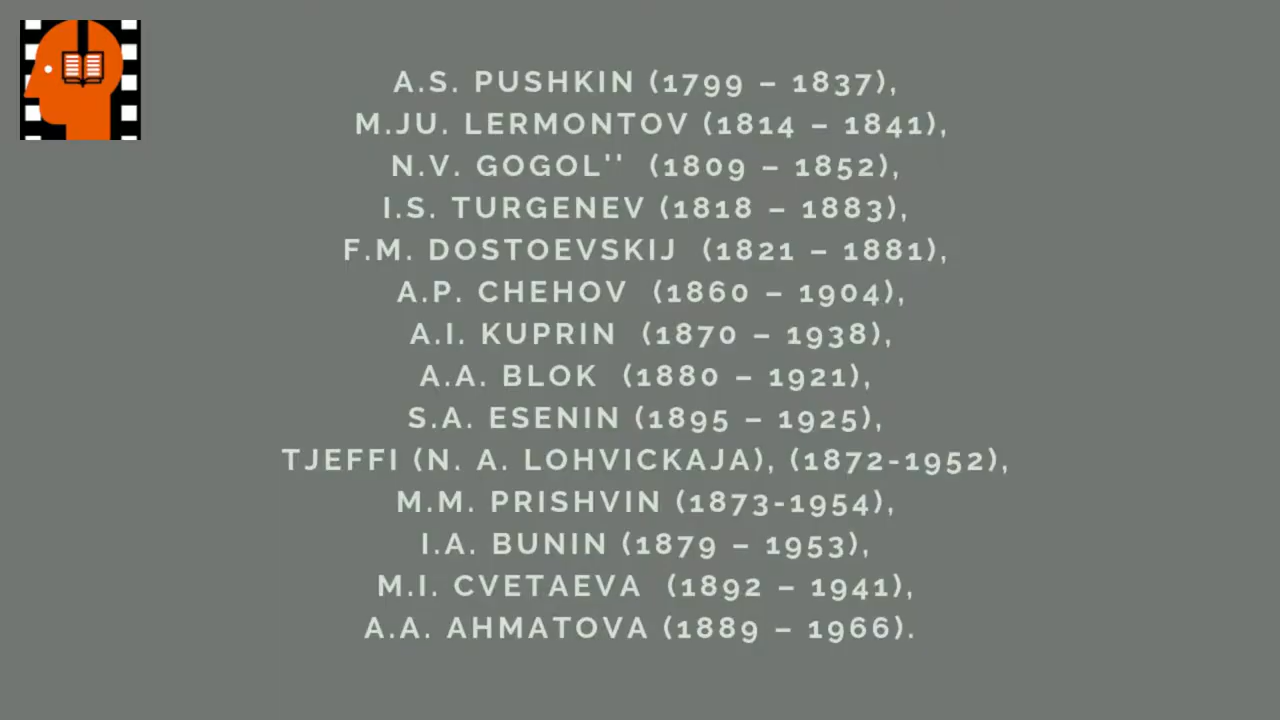 A.S. PUSHKIN (1799 – 1837),
M.JU. LERMONTOV (1814 – 1841),
N.V. GOGOL'' (1809 – 1852),
I.S. TURGENEV (1818 – 1883),
F.M. DOSTOEVSKIJ (1821 – 1881),
A.P. CHEHOV (1860 – 1904),
A.I. KUPRIN (1870 – 1938),
A.A. BLOK (1880 – 1921),
S.A. ESENIN (1895 – 1925),
TJEFFI (N. A. LOHVICKAJA), (1872-1952),
M.M. PRISHVIN (1873-1954),
I.A. BUNIN (1879 – 1953),
M.I. CVETAEVA (1892 – 1941),
A.A. AHMATOVA (1889 – 1966).